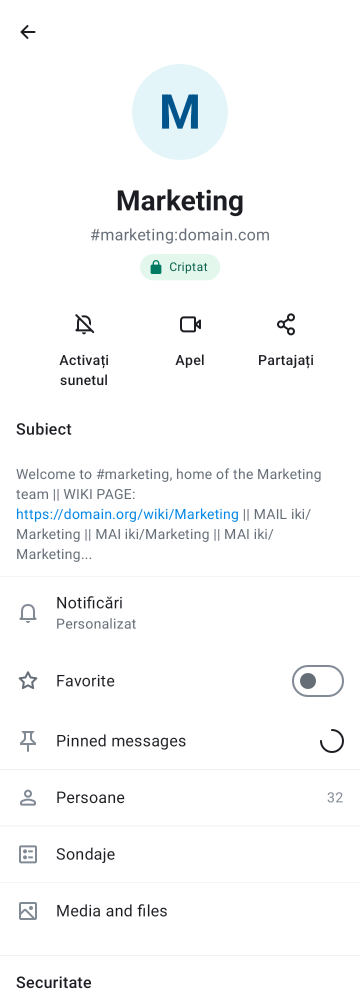 M
Marketing
#marketing:domain.com
Criptat
Activați
sunetul
Apel
Partajați
Subiect
Welcome to #marketing, home of the Marketing
team || WIKI PAGE:
https://domain.org/wiki/Marketing || MAIL iki/
Marketing || MAI iki/Marketing || MAI iki/
Marketing...
Notificări
Personalizat
Favorite
Pinned messages
Persoane
32
Sondaje
Media and files
Securitate